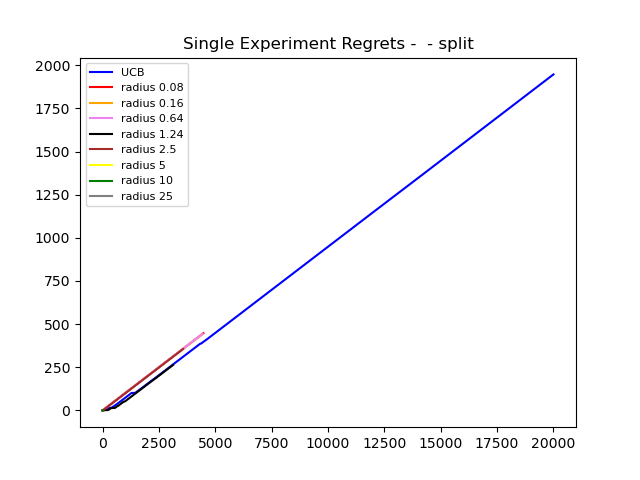 Single Experiment Regrets -  - split
2000
1750
1500
1250
1000
750
500
250
0
UCB
radius 0.08
radius 0.16
radius 0.64
radius 1.24
radius 2.5
radius 5
radius 10
radius 25
0 2500 5000 7500 10000 12500 15000 17500 20000